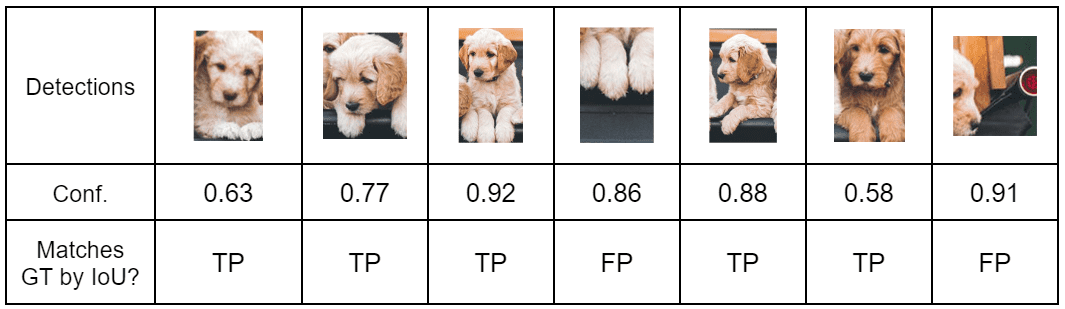 Detections
Conf. 0.63 0.77 0.92 0.86 0.88 0.58 0.91
Matches
GT by IoU? TP TP TP FP TP TP FP